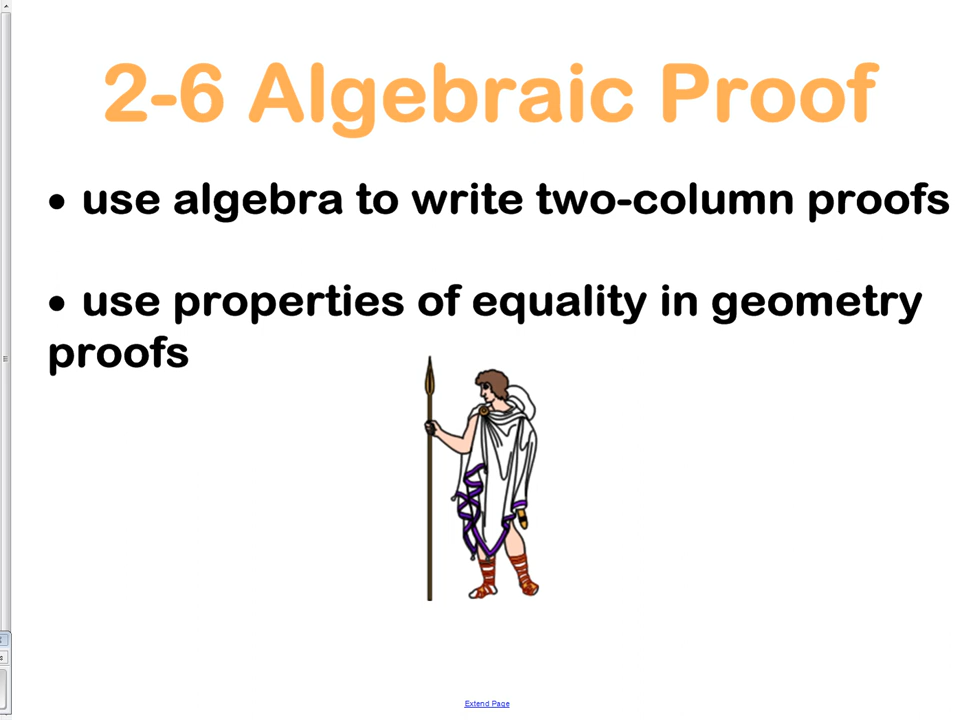 2-6 Algebraic Proof
• use algebra to write two-column proofs
• use properties of equality in geometry
proofs
s
Extend Page